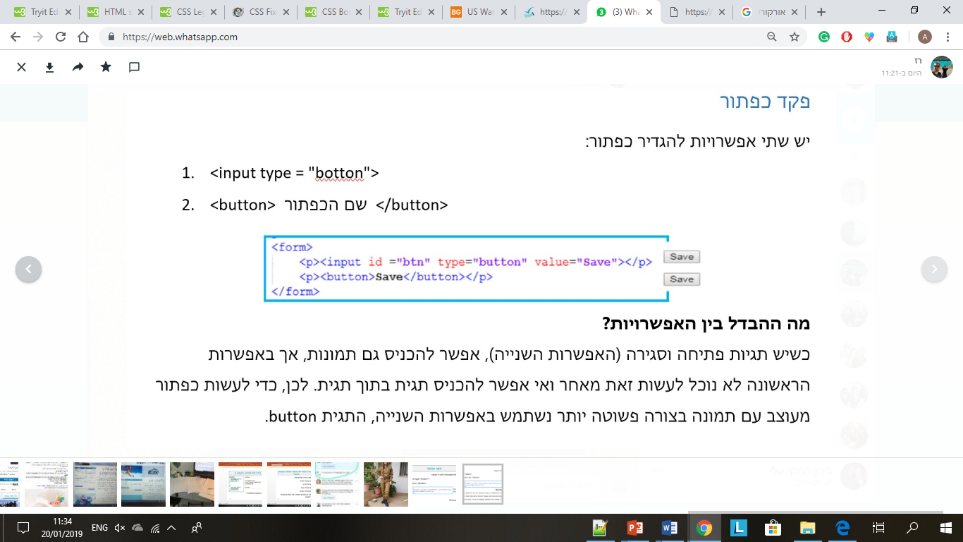 Tryit Ed
HTML s
CSS Le
CSS Fi
CSS Bo
Tryit Ed
US Wa
https:/
(3) Wh
https:/
אורקור
https://web.whatsapp.com
A
רז
היום ב-11:21
פקד כפתור
יש שתי אפשרויות להגדיר כפתור:
1. <input type = "botton">
2. <button> שם הכפתור </button>
<form>
<p><input id ="btn" type="button" value="Save"></p>
Save
<p><button>Save</button></p>
Save
</form>
מה ההבדל בין האפשרויות?
כשיש תגיות פתיחה וסגירה (האפשרות השנייה), אפשר להכניס גם תמונות, אך באפשרות
הראשונה לא נוכל לעשות זאת מאחר ואי אפשר להכניס תגית בתוך תגית. לכן, כדי לעשות כפתור
מעוצב עם תמונה בצורה פשוטה יותר נשתמש באפשרות השנייה, התגית button.
11:34
20/01/2019
ENG